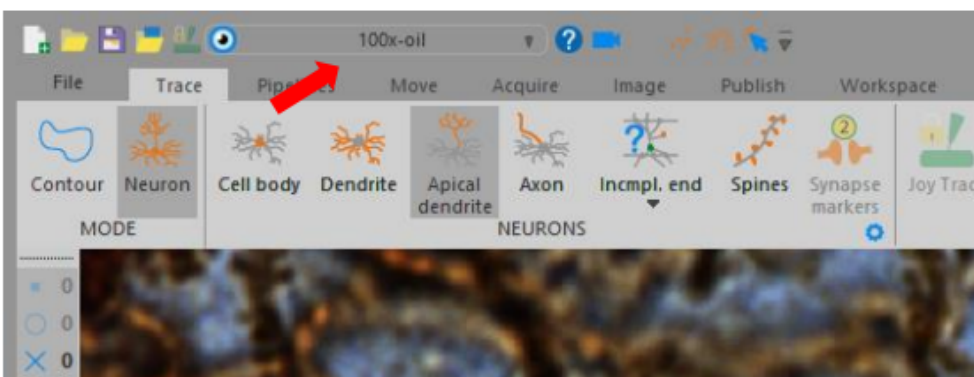 100x-oil
File Trace Move Acquire Image Publish Workspace
Contour Neuron Cell body Dendrite Apical dendrite Axon Incmpl. end Spines Synapse markers Joy
MODE NEURONS
2
0
0
0